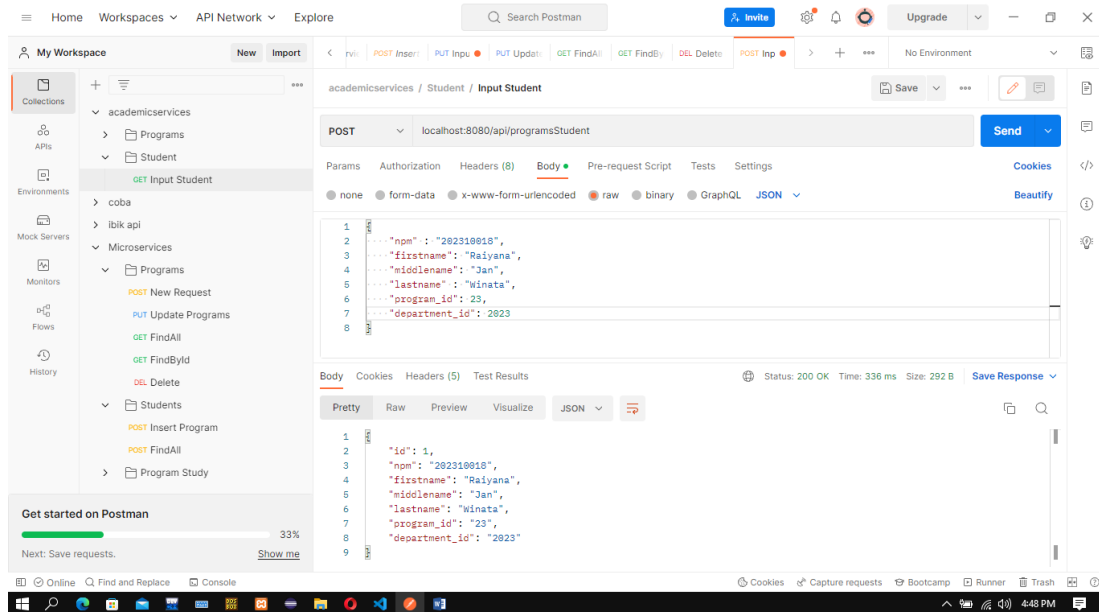 Home Workspaces API Network Explore Search Postman Invite Upgrade
My Workspace New Import
POST Insert PUT Inpu PUT Update GET FindAll GET FindBy DEL Delete POST Inp No Environment
Collections
APIs
Environments
Mock Servers
Monitors
Flows
History
academicservices
Programs
Student
GET Input Student
coba
ibik api
Microservices
Programs
POST New Request
PUT Update Programs
GET FindAll
GET FindById
DEL Delete
Students
POST Insert Program
POST FindAll
Program Study
Get started on Postman
33%
Next: Save requests. Show me
academicservices / Student / Input Student Save
POST localhost:8080/api/programsStudent Send
Params Authorization Headers (8) Body Pre-request Script Tests Settings Cookies
none form-data x-www-form-urlencoded raw binary GraphQL JSON Beautify
1 {
2 "npm" : "202310018",
3 "firstname": "Raiyana",
4 "middlename": "Jan",
5 "lastname" : "Winata",
6 "program_id": 23,
7 "department_id": 2023
8 }
Body Cookies Headers (5) Test Results Status: 200 OK Time: 336 ms Size: 292 B Save Response
Pretty Raw Preview Visualize JSON
1 {
2 "id": 1,
3 "npm": "202310018",
4 "firstname": "Raiyana",
5 "middlename": "Jan",
6 "lastname": "Winata",
7 "program_id": "23",
8 "department_id": "2023"
9 }
Online Find and Replace Console Cookies Capture requests Bootcamp Runner Trash
4:48 PM